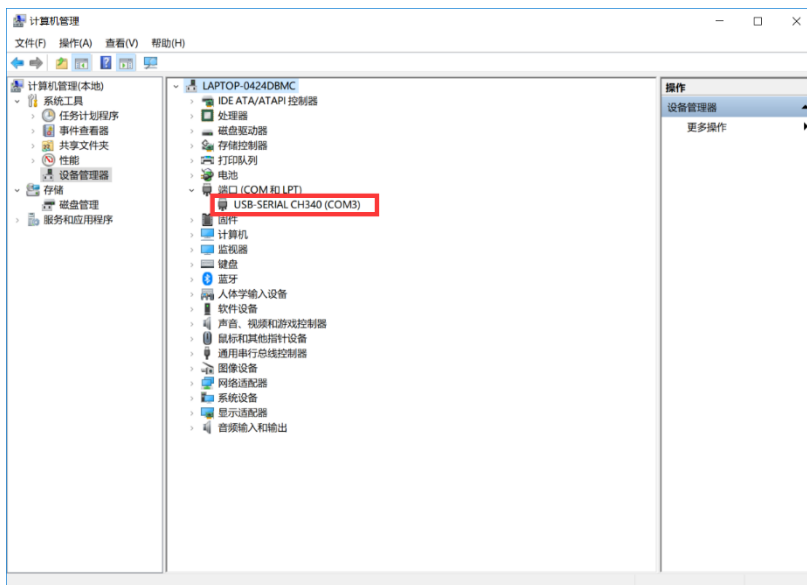 计算机管理
文件(F) 操作(A) 查看(V) 帮助(H)
计算机管理(本地)
系统工具
任务计划程序
事件查看器
共享文件夹
性能
设备管理器
存储
磁盘管理
服务和应用程序
LAPTOP-0424DBMC
IDE ATA/ATAPI 控制器
处理器
磁盘驱动器
存储控制器
打印队列
电池
端口 (COM 和 LPT)
USB-SERIAL CH340 (COM3)
固件
计算机
监视器
键盘
蓝牙
人体学输入设备
软件设备
声音、视频和游戏控制器
鼠标和其他指针设备
通用串行总线控制器
图像设备
网络适配器
系统设备
显示适配器
音频输入和输出
操作
设备管理器
更多操作